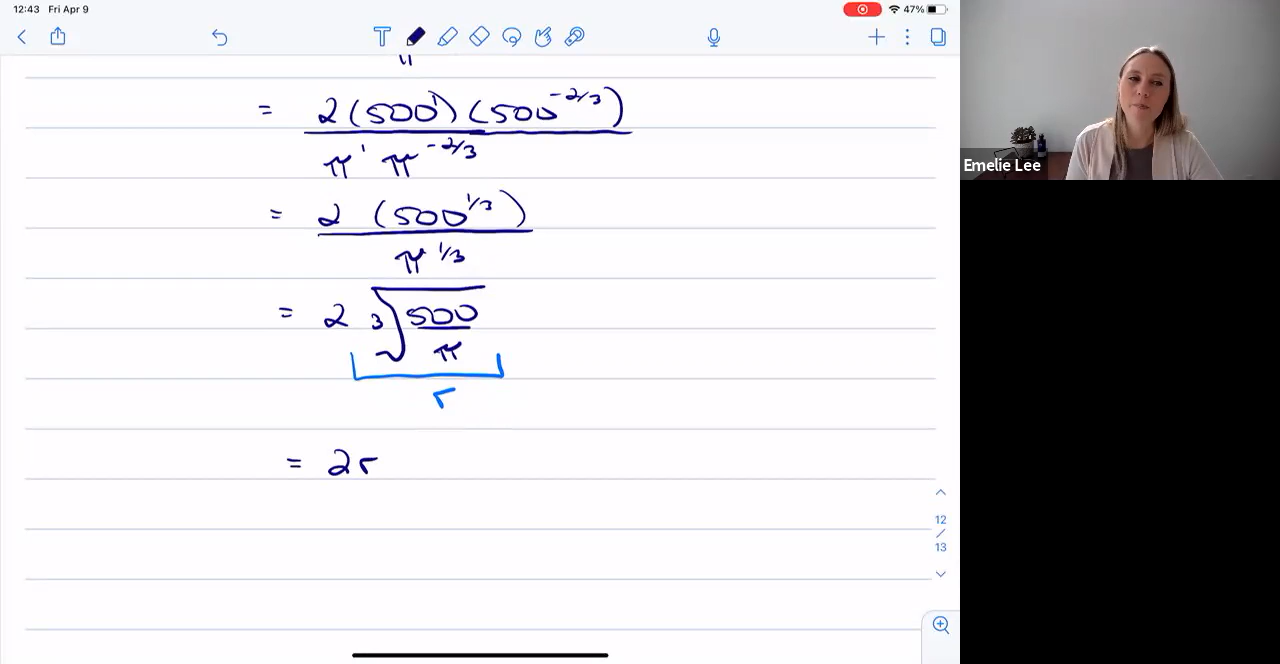 12:43 Fri Apr 9
47%
T
= 2 (500¹) (500^-2/3)
π¹ π^-2/3
= 2 (500^1/3)
π^1/3
= 2 ³√500
π
r
= 2r
12
/
13
Emelie Lee